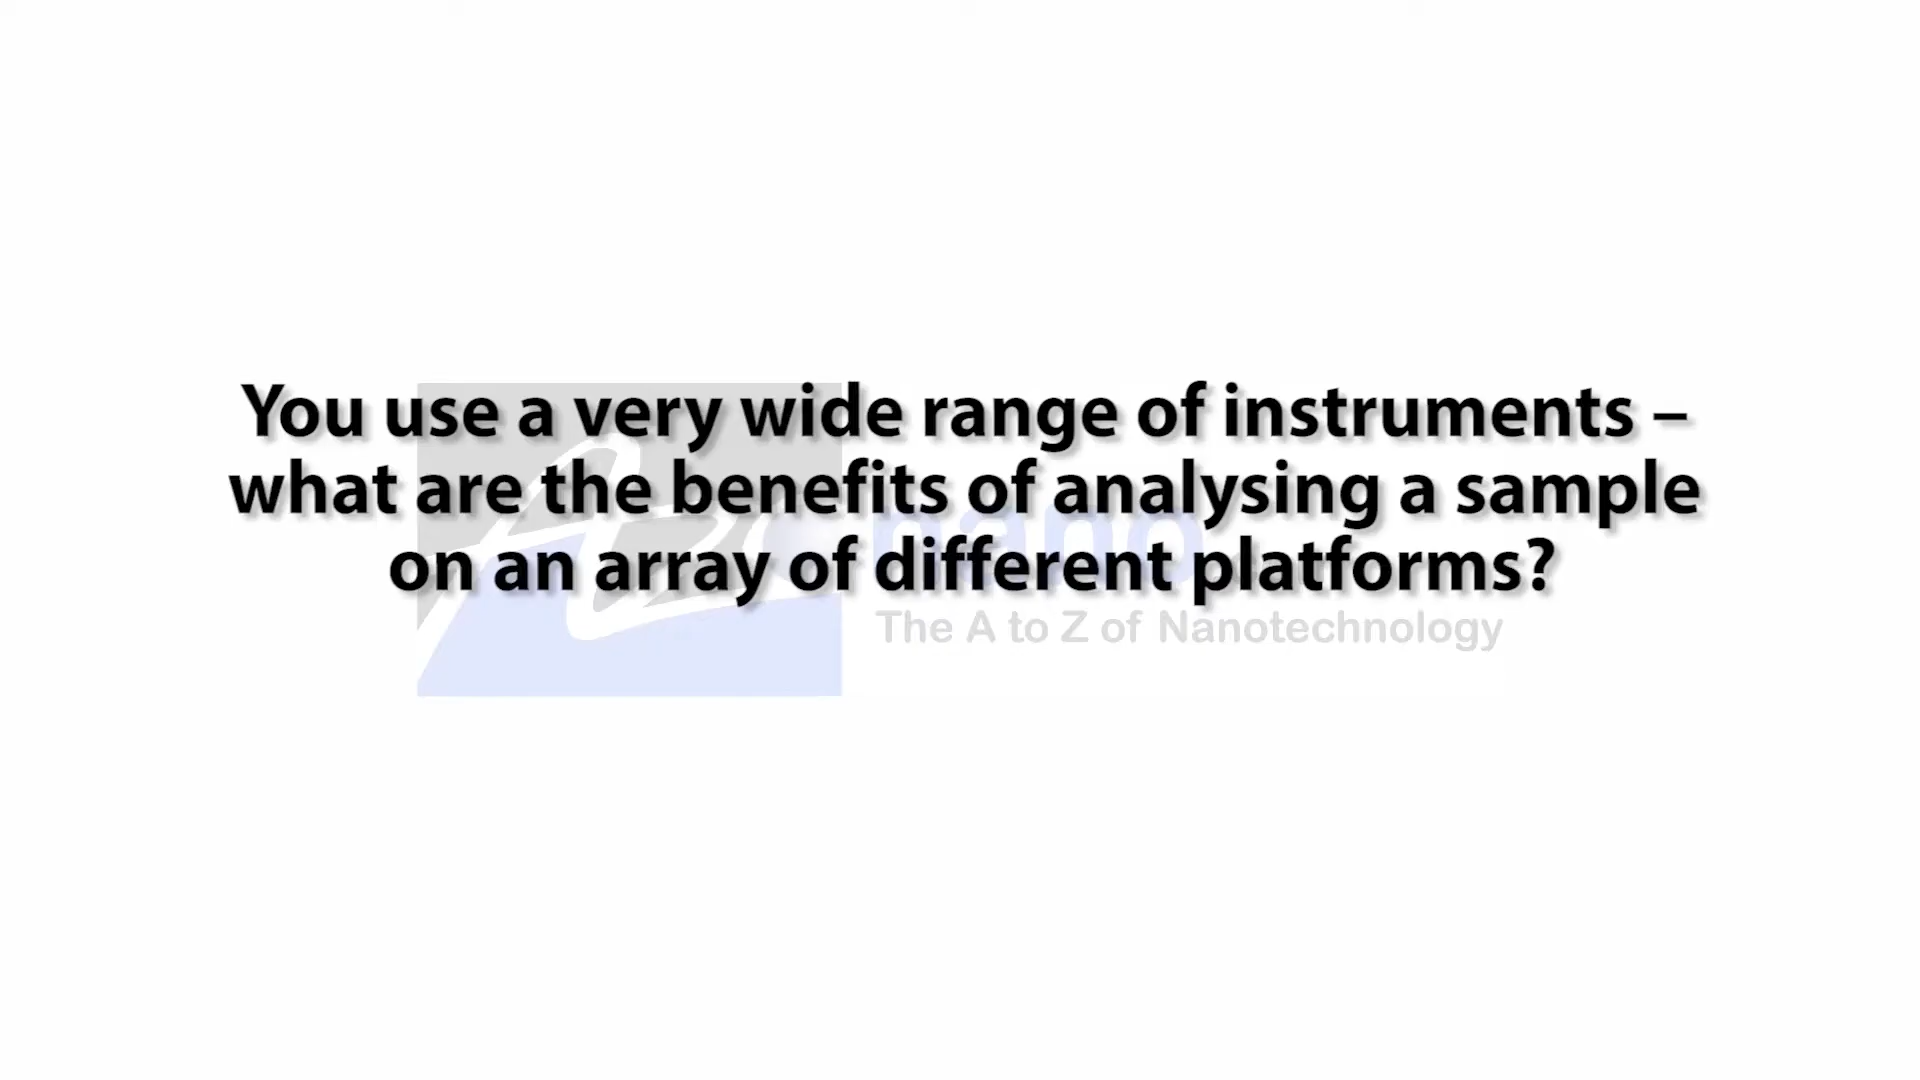 You use a very wide range of instruments –
what are the benefits of analysing a sample
on an array of different platforms?
nano
The A to Z of Nanotechnology